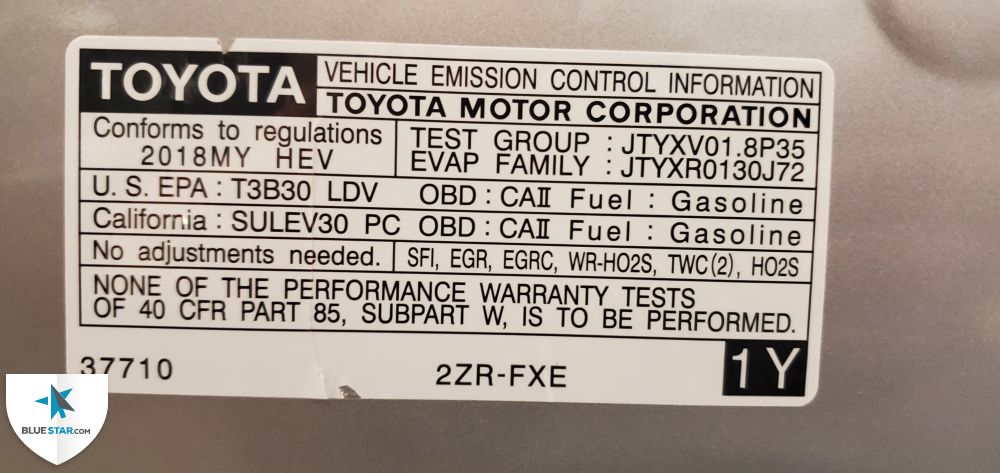 TOYOTA
VEHICLE EMISSION CONTROL INFORMATION
TOYOTA MOTOR CORPORATION
Conforms to regulations
2018MY HEV
TEST GROUP : JTYXV01.8P35
EVAP FAMILY : JTYXR0130J72
U. S. EPA : T3B30 LDV OBD : CAⅡ Fuel : Gasoline
California : SULEV30 PC OBD : CAⅡ Fuel : Gasoline
No adjustments needed.
SFI, EGR, EGRC, WR-HO2S, TWC(2), HO2S
NONE OF THE PERFORMANCE WARRANTY TESTS
OF 40 CFR PART 85, SUBPART W, IS TO BE PERFORMED.
37710
2ZR-FXE
1Y
BLUESTAR.COM